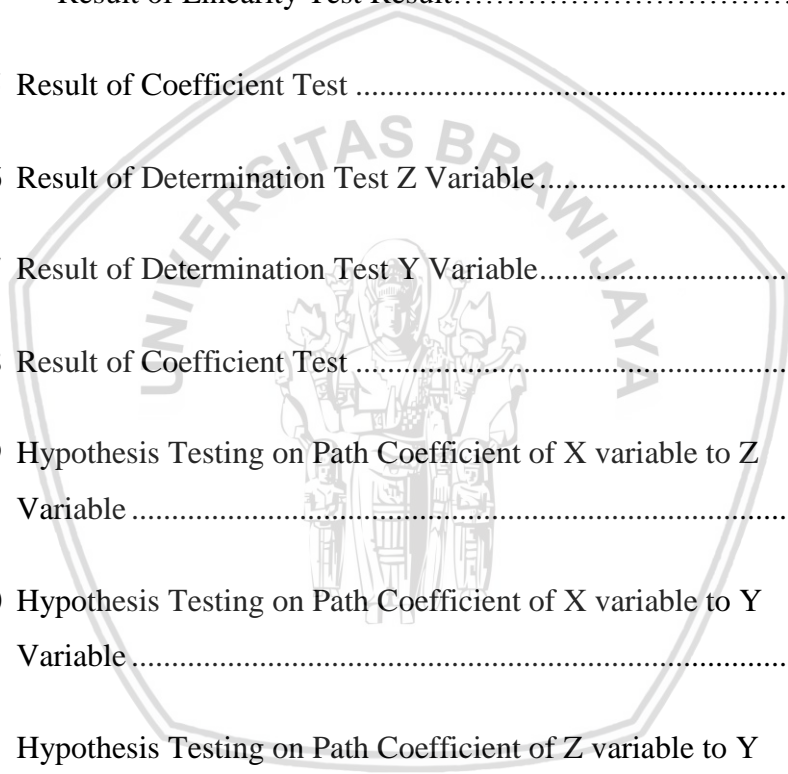 Result of Linearity Test Result……………………………
Result of Coefficient Test ......................................................
Result of Determination Test Z Variable ...............................
Result of Determination Test Y Variable ...............................
Result of Coefficient Test ......................................................
Hypothesis Testing on Path Coefficient of X variable to Z
Variable ..................................................................................
Hypothesis Testing on Path Coefficient of X variable to Y
Variable ..................................................................................
Hypothesis Testing on Path Coefficient of Z variable to Y
UNIVERSITAS BRAWIJAYA